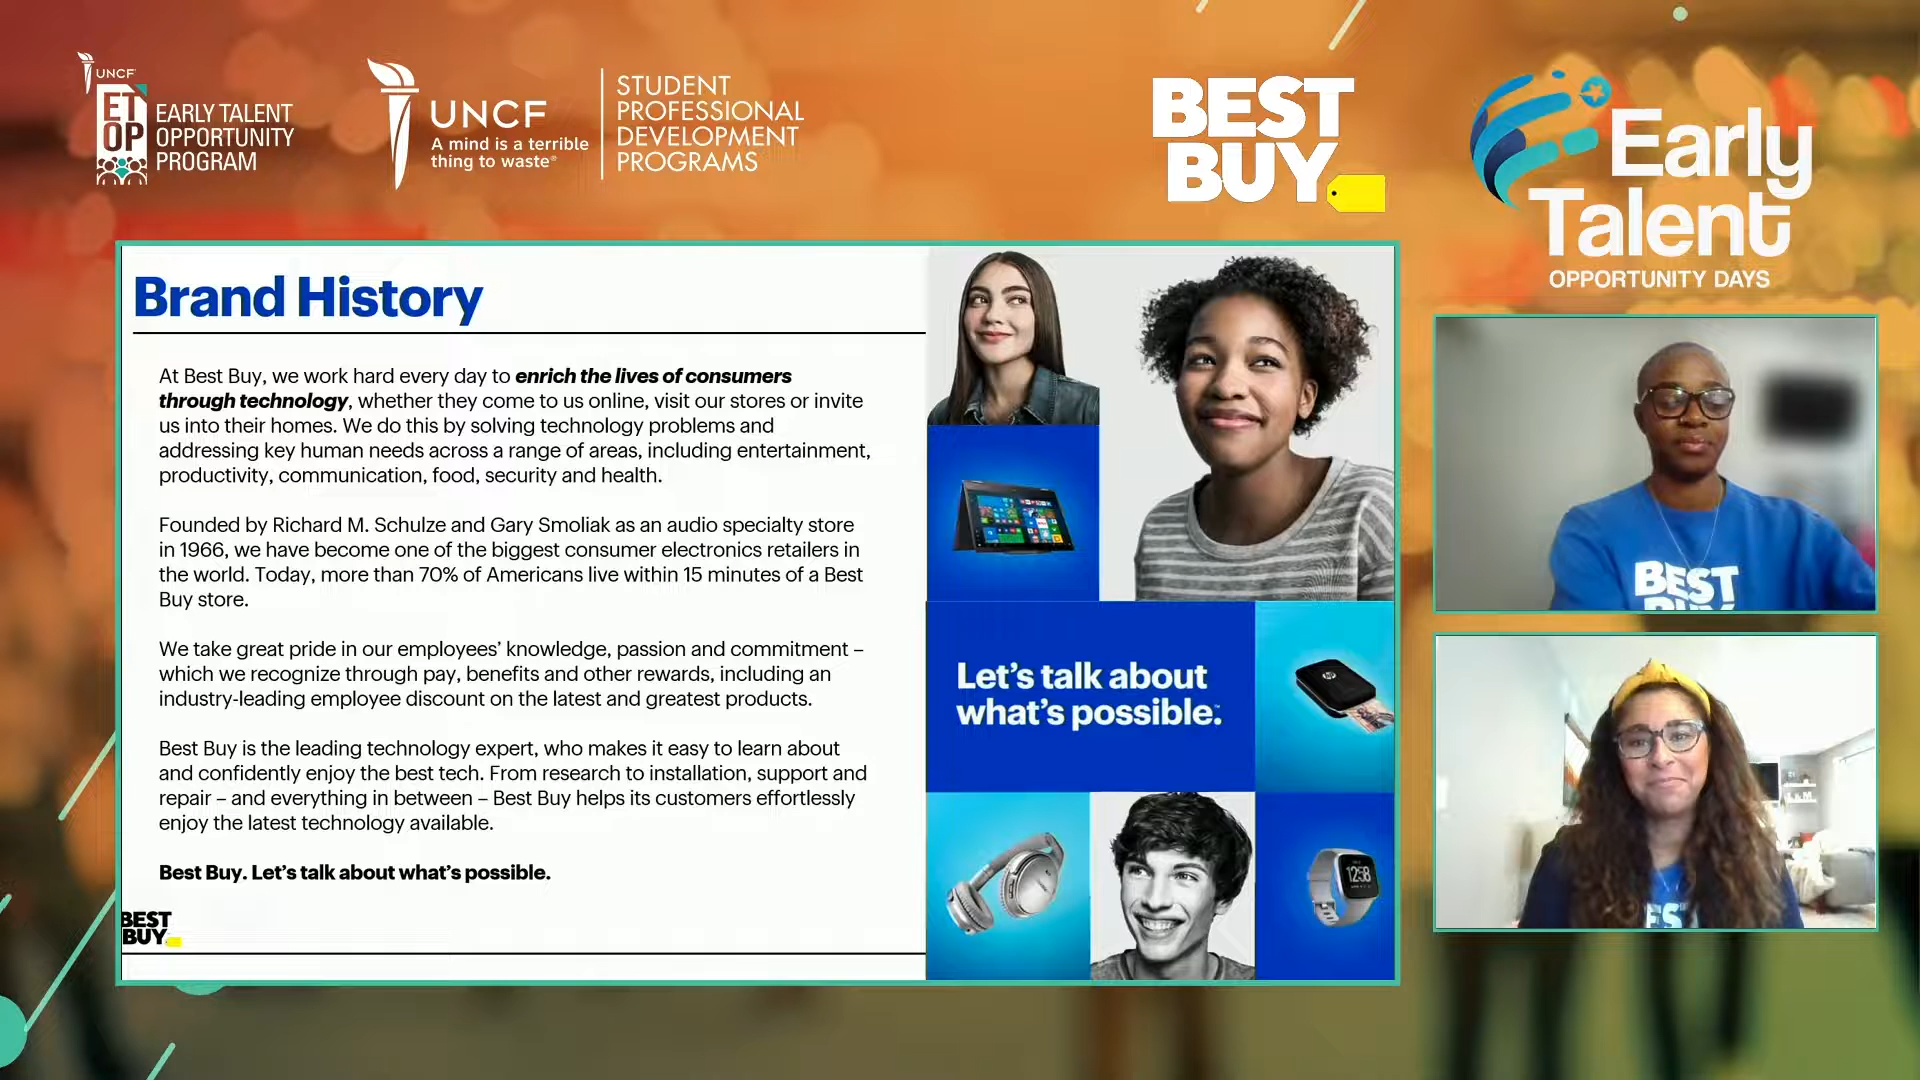 UNCF
ET
OP
EARLY TALENT
OPPORTUNITY
PROGRAM
UNCF
A mind is a terrible
thing to waste®
STUDENT
PROFESSIONAL
DEVELOPMENT
PROGRAMS
BEST
BUY
Early
Talent
OPPORTUNITY DAYS
Brand History
At Best Buy, we work hard every day to enrich the lives of consumers
through technology, whether they come to us online, visit our stores or invite
us into their homes. We do this by solving technology problems and
addressing key human needs across a range of areas, including entertainment,
productivity, communication, food, security and health.
Founded by Richard M. Schulze and Gary Smoliak as an audio specialty store
in 1966, we have become one of the biggest consumer electronics retailers in
the world. Today, more than 70% of Americans live within 15 minutes of a Best
Buy store.
We take great pride in our employees’ knowledge, passion and commitment –
which we recognize through pay, benefits and other rewards, including an
industry-leading employee discount on the latest and greatest products.
Best Buy is the leading technology expert, who makes it easy to learn about
and confidently enjoy the best tech. From research to installation, support and
repair – and everything in between – Best Buy helps its customers effortlessly
enjoy the latest technology available.
Best Buy. Let’s talk about what’s possible.
BEST
BUY
Let’s talk about
what’s possible.
hp
12:58
BEST
BUY
L&M
EST